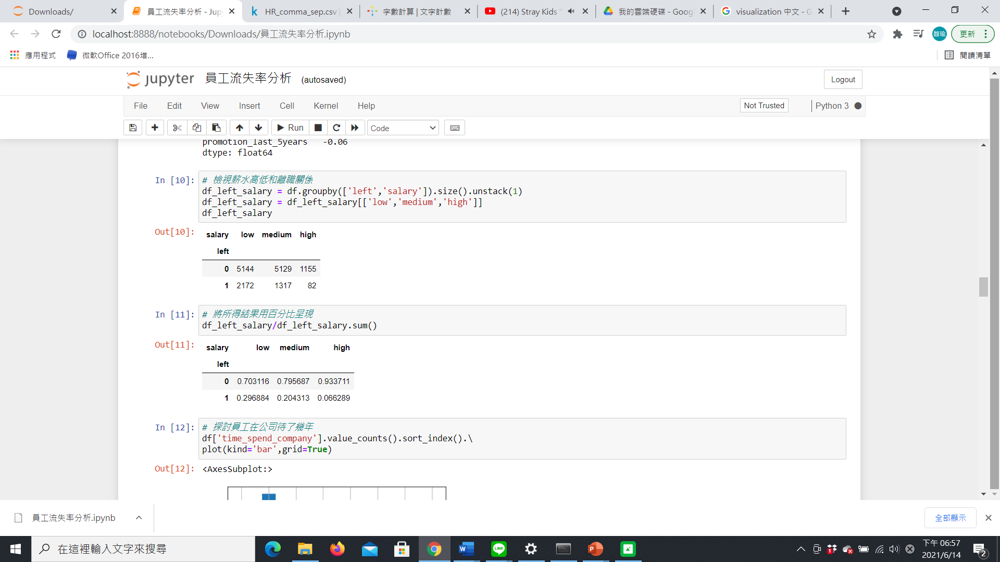 Downloads/
員工流失率分析 - Jup
HR_comma_sep.csv
字數計算 | 文字計數
(214) Stray Kids
我的雲端硬碟 - Goog
visualization 中文 - G
localhost:8888/notebooks/Downloads/員工流失率分析.ipynb
馥瑜
更新
應用程式
微軟Office 2016增...
閱讀清單
jupyter
員工流失率分析
(autosaved)
Logout
File
Edit
View
Insert
Cell
Kernel
Help
Not Trusted
Python 3
Run
Code
promotion_last_5years -0.06
dtype: float64
In [10]:
# 檢視薪水高低和離職關係
df_left_salary = df.groupby(['left','salary']).size().unstack(1)
df_left_salary = df_left_salary[['low','medium','high']]
df_left_salary
Out[10]:
salary low medium high
left
0 5144 5129 1155
1 2172 1317 82
In [11]:
# 將所得結果用百分比呈現
df_left_salary/df_left_salary.sum()
Out[11]:
salary low medium high
left
0 0.703116 0.795687 0.933711
1 0.296884 0.204313 0.066289
In [12]:
# 探討員工在公司待了幾年
df['time_spend_company'].value_counts().sort_index().\
plot(kind='bar',grid=True)
Out[12]:
<AxesSubplot:>
員工流失率分析.ipynb
全部顯示
在這裡輸入文字來搜尋
下午 06:57
2021/6/14
2